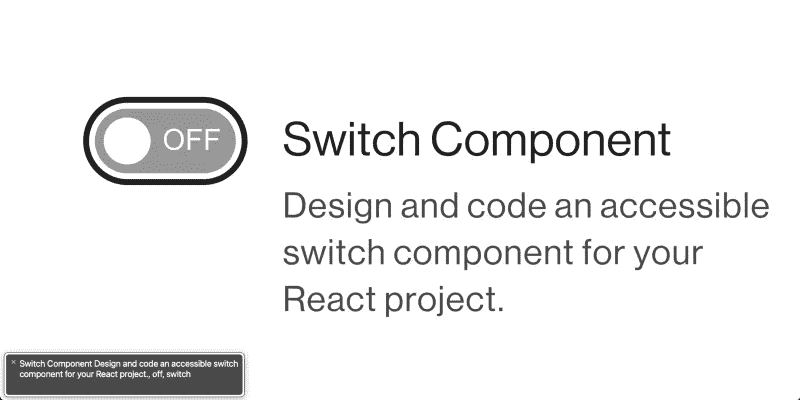 OFF
Switch Component
Design and code an accessible
switch component for your
React project.
Switch Component Design and code an accessible switch
component for your React project., off, switch